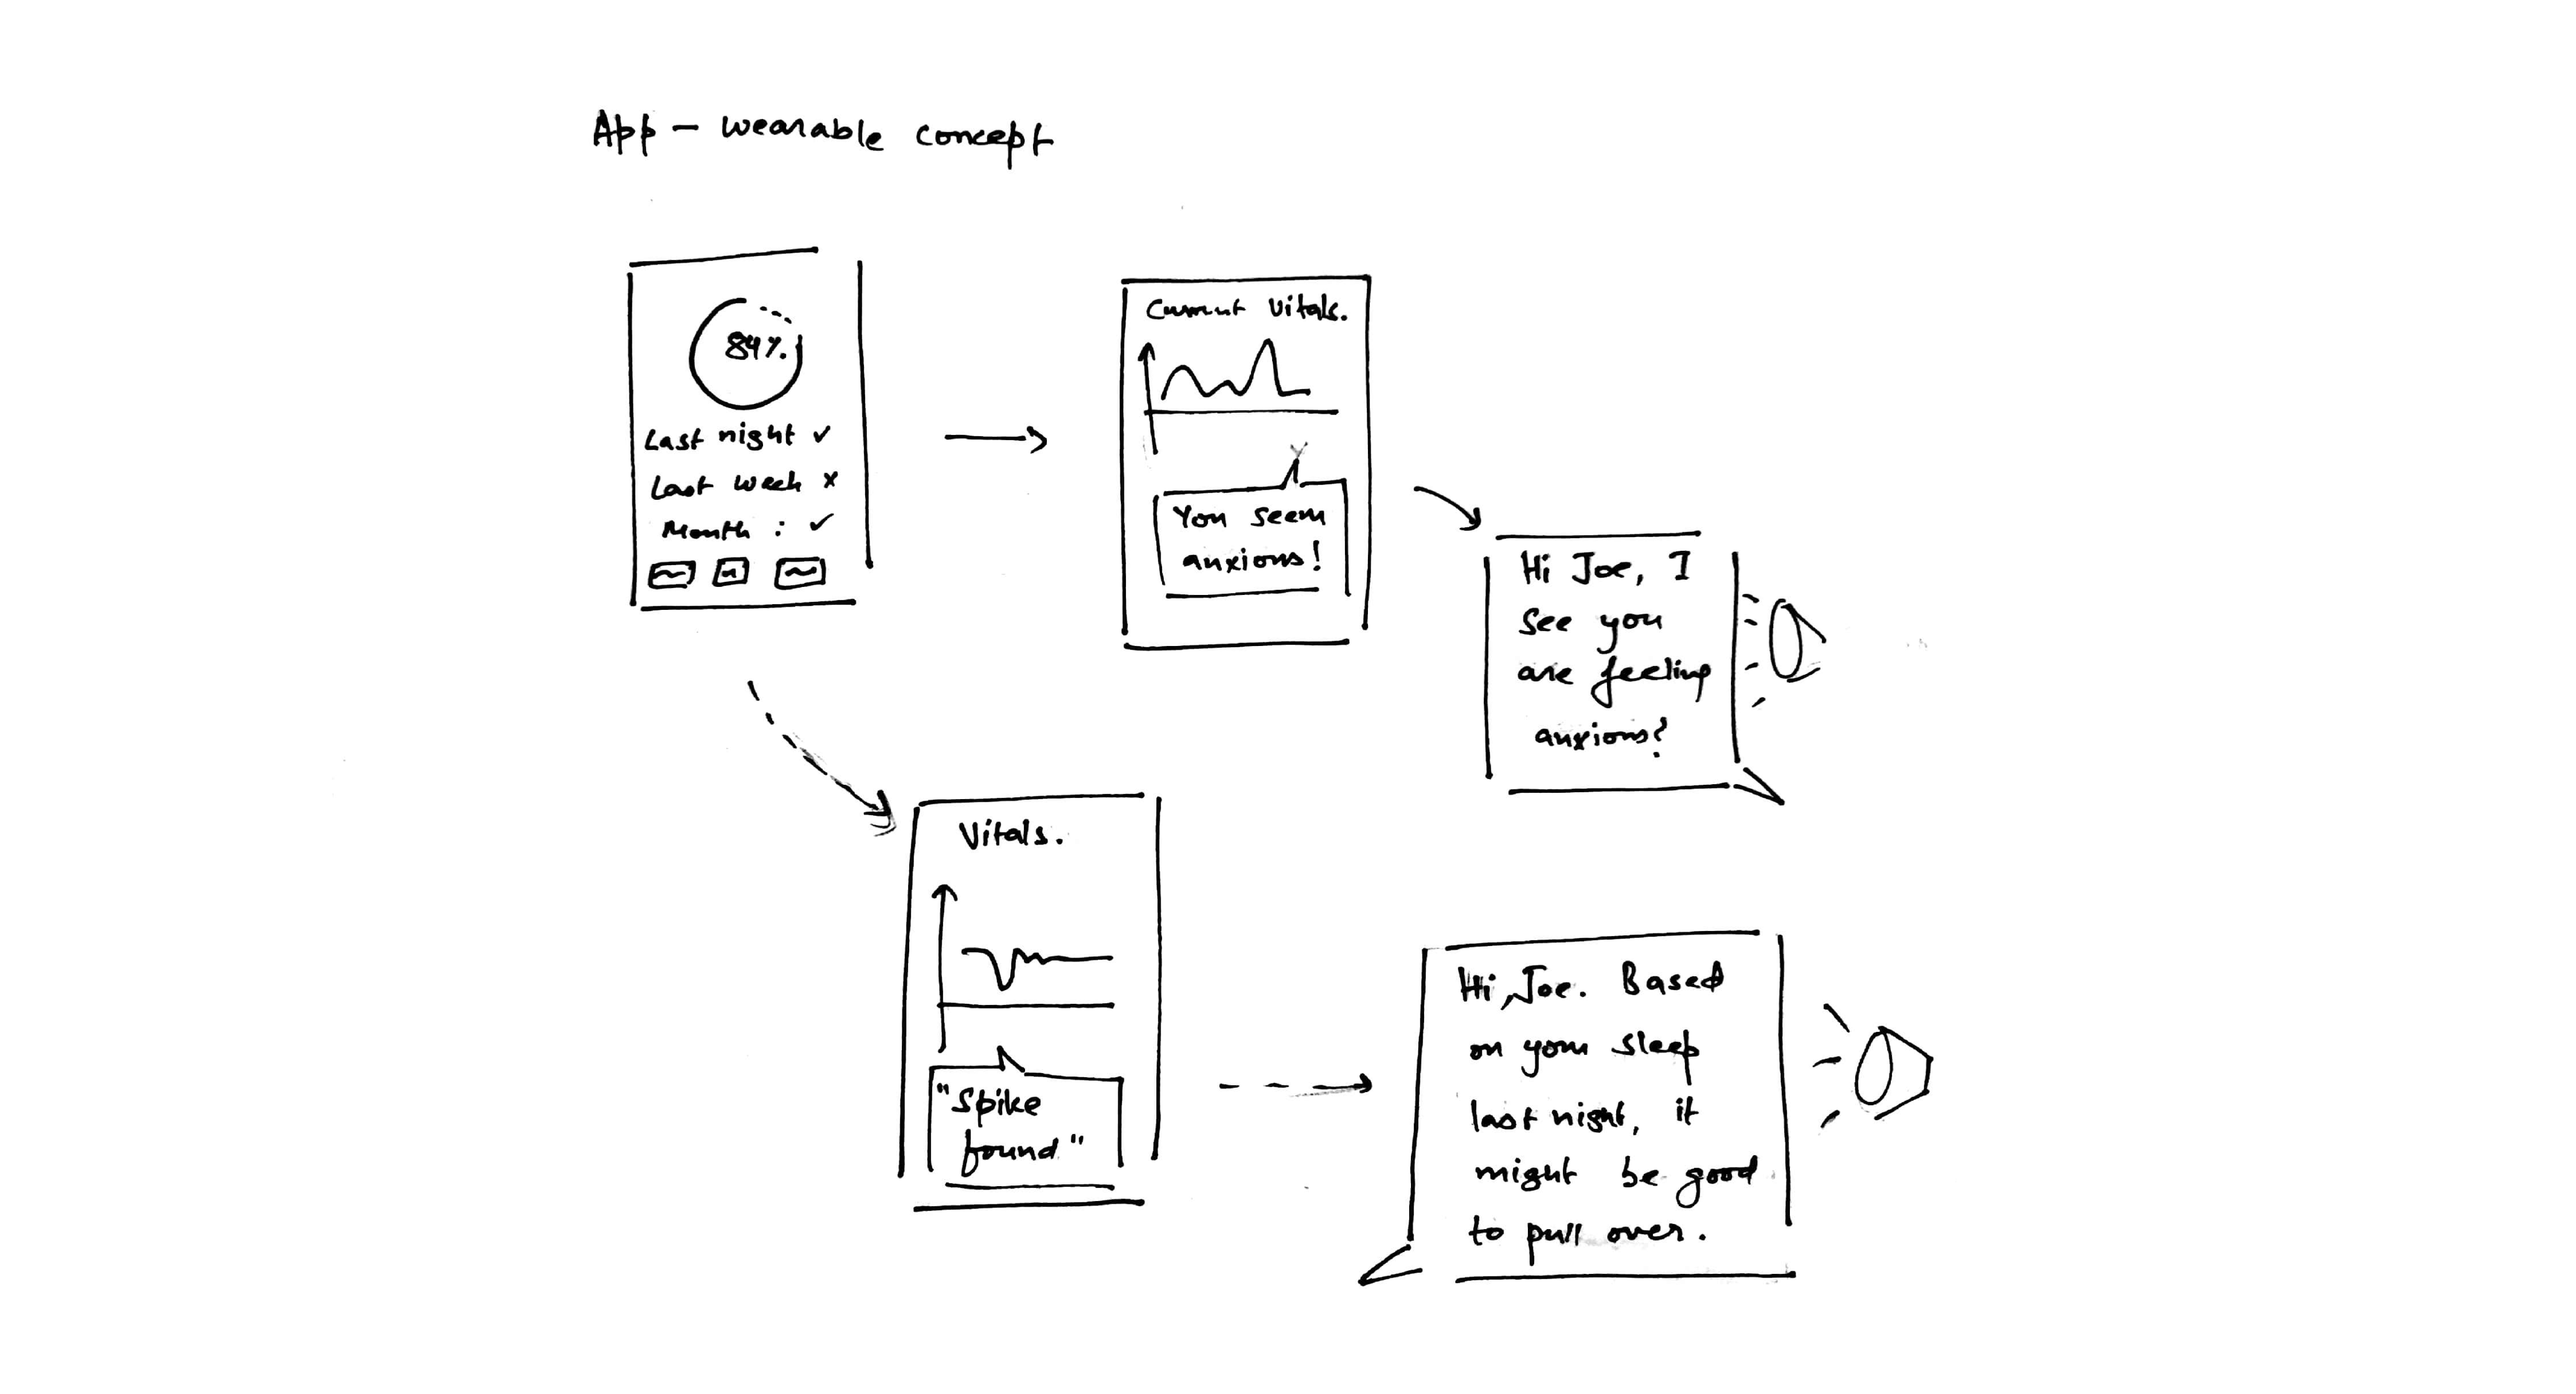 App – wearable concept
84%.
Last night ✓
Last week ×
Month : ✓
Current Vitals.
You seem
anxious!
Hi Joe, I
see you
are feeling
anxious?
Vitals.
"Spike
found"
Hi, Joe. Based
on your sleep
last night, it
might be good
to pull over.